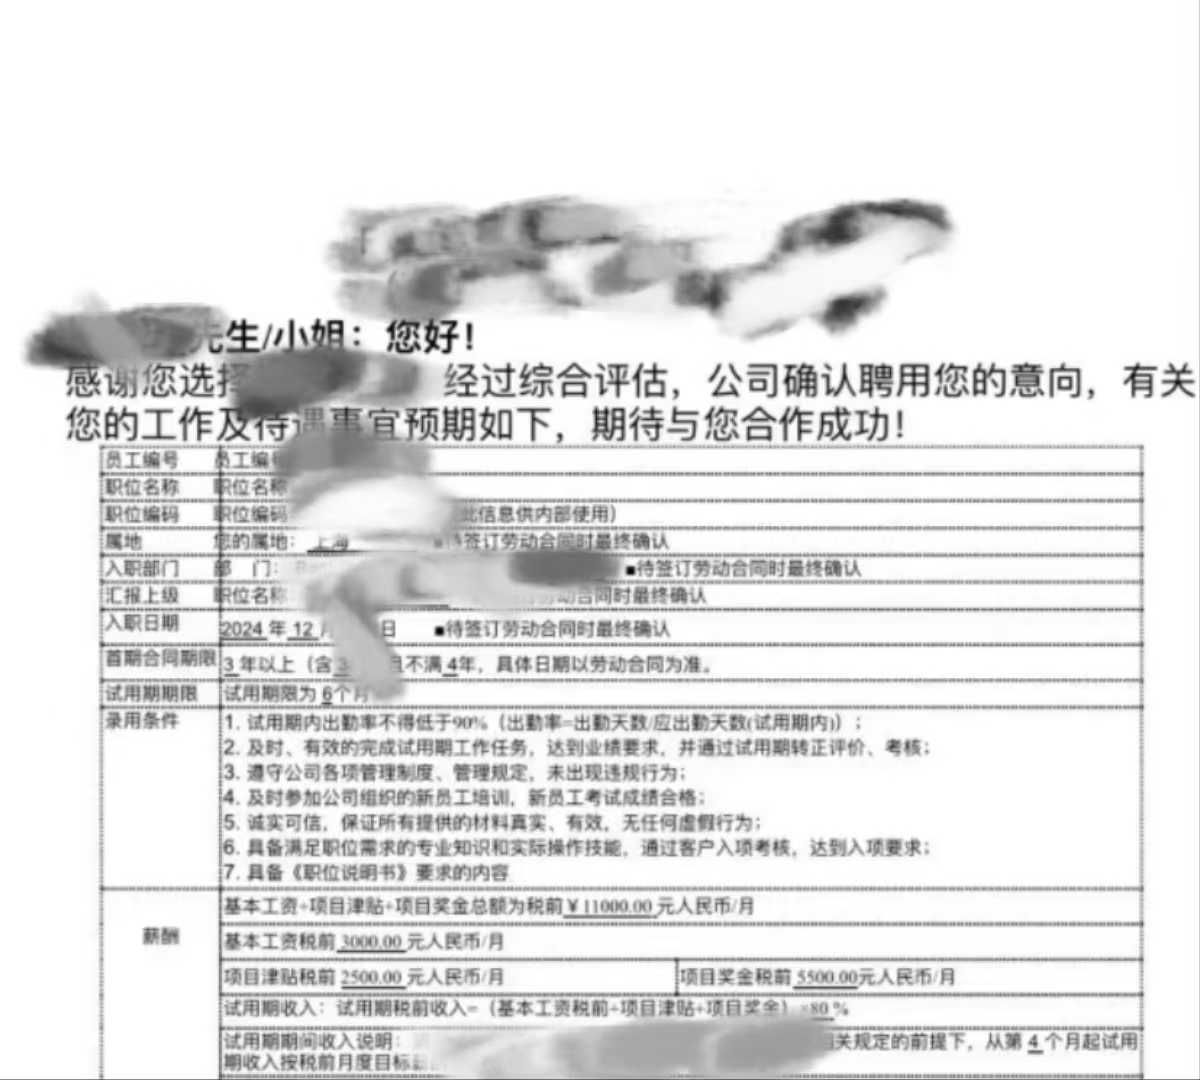 先生/小姐：您好！
感谢您选择 经过综合评估，公司确认聘用您的意向，有关
您的工作及待遇事宜预期如下，期待与您合作成功！
员工编号 员工编号
职位名称 职位名称
职位编码 职位编码 此信息供内部使用）
属地 您的属地： 上海 ■待签订劳动合同时最终确认
入职部门 部 门： ■待签订劳动合同时最终确认
汇报上级 职位名称 劳动合同时最终确认
入职日期 2024 年 12 月 日 ■待签订劳动合同时最终确认
首期合同期限 3 年以上（含 3 且不满 4年，具体日期以劳动合同为准。
试用期期限 试用期期限为 6个月
录用条件 1. 试用期内出勤率不得低于90%（出勤率=出勤天数/应出勤天数(试用期内)）；
2. 及时、有效的完成试用期工作任务，达到业绩要求，并通过试用期转正评价、考核；
3. 遵守公司各项管理制度、管理规定，未出现违规行为；
4. 及时参加公司组织的新员工培训，新员工考试成绩合格；
5. 诚实可信，保证所有提供的材料真实、有效，无任何虚假行为；
6. 具备满足职位需求的专业知识和实际操作技能，通过客户入项考核，达到入项要求；
7. 具备《职位说明书》要求的内容
薪酬
基本工资+项目津贴+项目奖金总额为税前￥11000.00 元人民币/月
基本工资税前 3000.00 元人民币/月
项目津贴税前 2500.00 元人民币/月 项目奖金税前 5500.00元人民币/月
试用期收入：试用期税前收入=（基本工资税前+项目津贴+项目奖金）×80 %
试用期期间收入说明： 相关规定的前提下，从第 4 个月起试用
期收入按税前月度目标